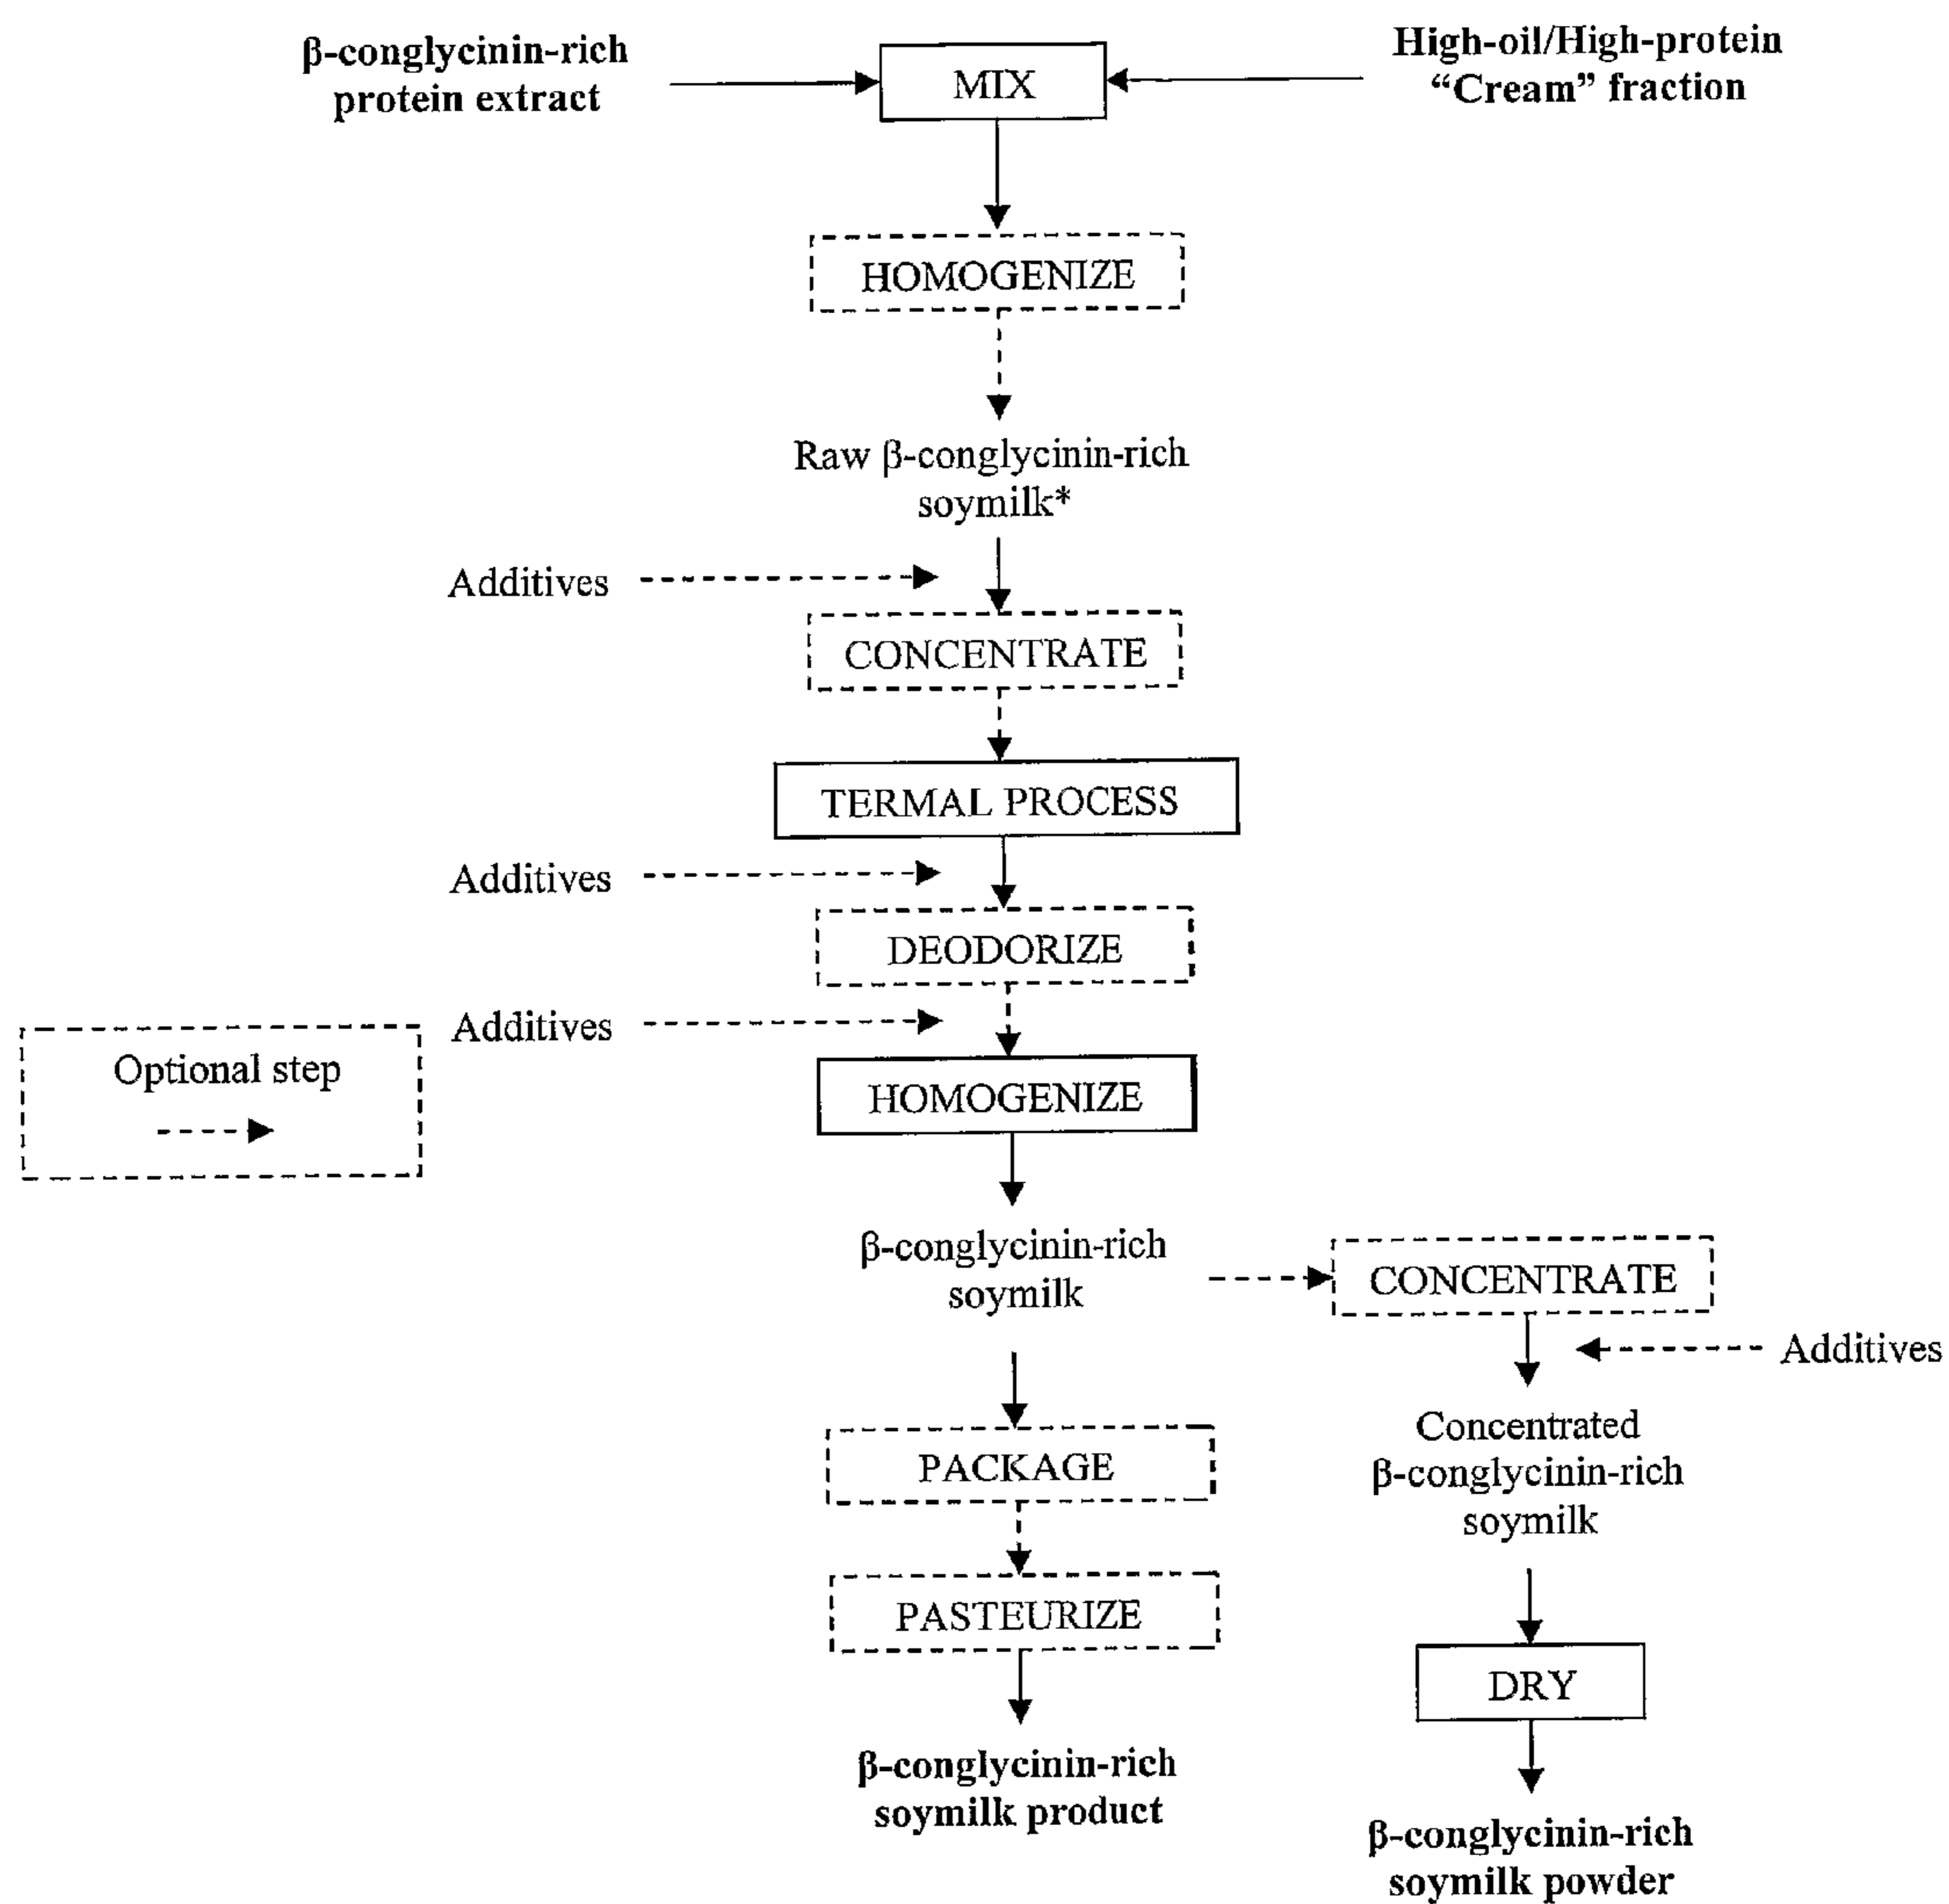 β-conglycinin-rich
protein extract
MIX
High-oil/High-protein
“Cream” fraction
HOMOGENIZE
Raw β-conglycinin-rich
soymilk*
Additives
CONCENTRATE
TERMAL PROCESS
Additives
DEODORIZE
Additives
Optional step
HOMOGENIZE
β-conglycinin-rich
soymilk
CONCENTRATE
Additives
Concentrated
β-conglycinin-rich
soymilk
PACKAGE
PASTEURIZE
DRY
β-conglycinin-rich
soymilk product
β-conglycinin-rich
soymilk powder